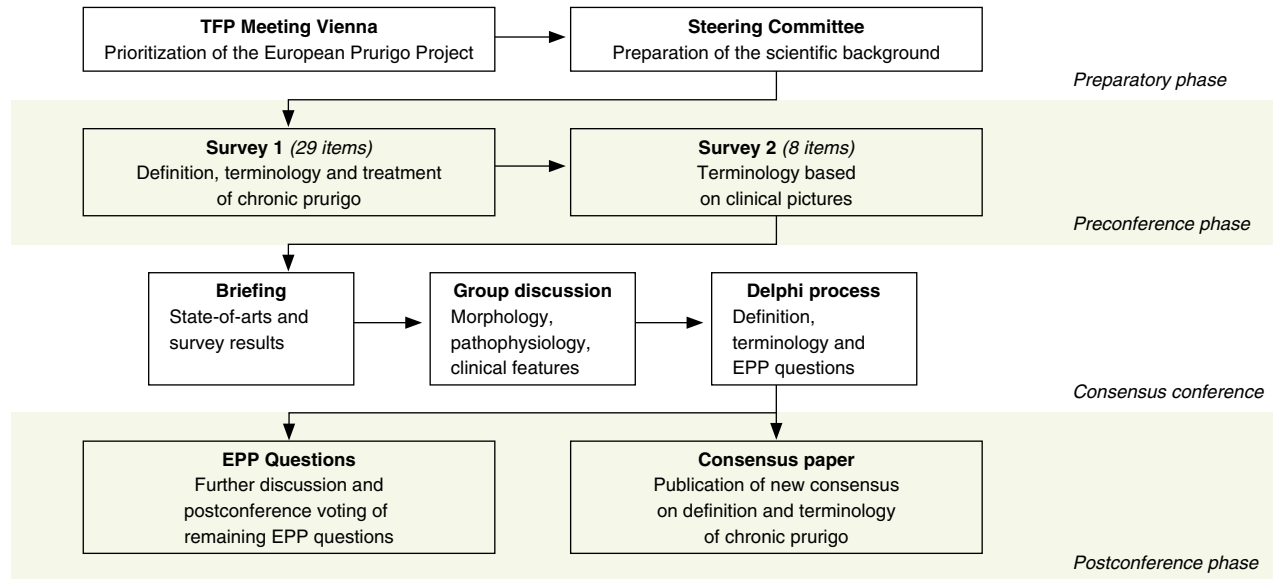 TFP Meeting Vienna
Prioritization of the European Prurigo Project
Steering Committee
Preparation of the scientific background
Preparatory phase
Survey 1 (29 items)
Definition, terminology and treatment
of chronic prurigo
Survey 2 (8 items)
Terminology based
on clinical pictures
Preconference phase
Briefing
State-of-arts and
survey results
Group discussion
Morphology,
pathophysiology,
clinical features
Delphi process
Definition,
terminology and
EPP questions
Consensus conference
EPP Questions
Further discussion and
postconference voting of
remaining EPP questions
Consensus paper
Publication of new consensus
on definition and terminology
of chronic prurigo
Postconference phase